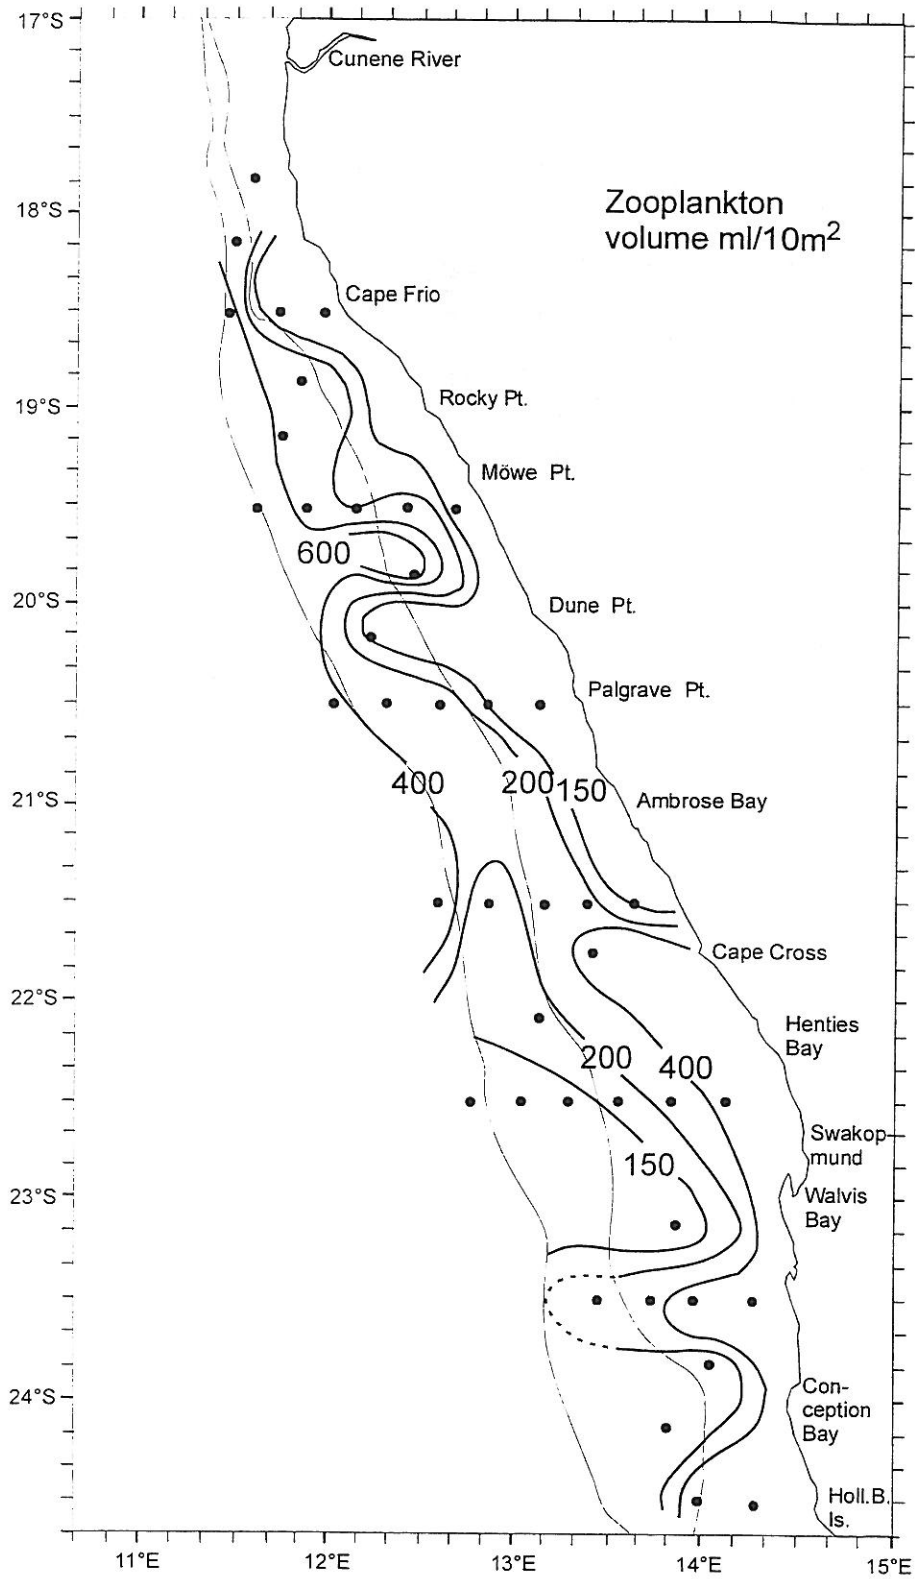 17°S
Cunene River
Zooplankton
volume ml/10m2
18°S
Cape Frio
19°S
Rocky Pt.
Möwe Pt.
600
20°S
Dune Pt.
Palgrave Pt.
400
200
150
21°S
Ambrose Bay
Cape Cross
22°S
Henties
Bay
200
400
Swakop-
mund
150
23°S
Walvis
Bay
24°S
Con-
ception
Bay
Holl.B.
Is.
11°E
12°E
13°E
14°E
15°E